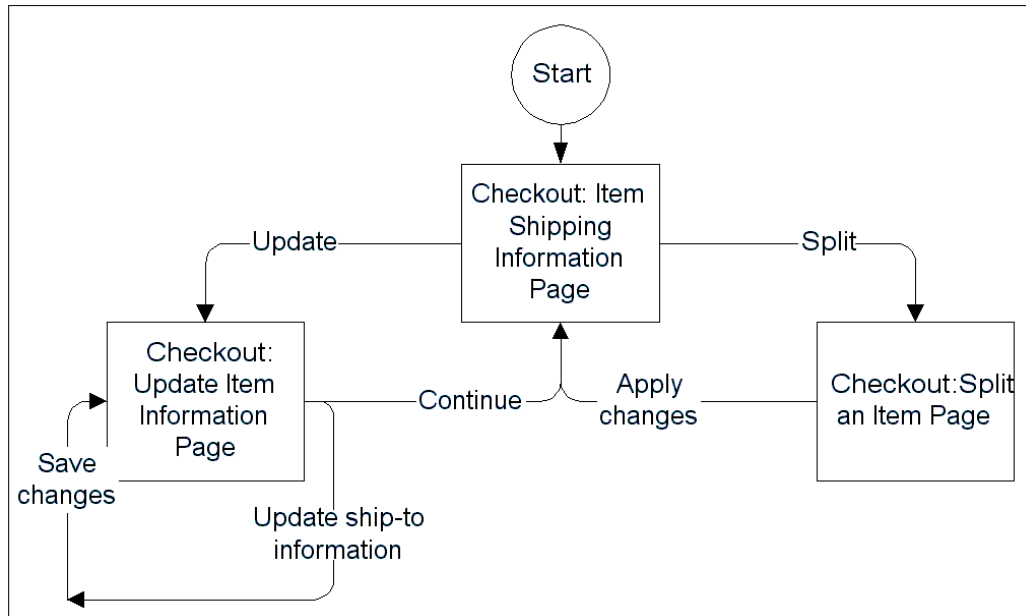 Start
Checkout: Item
Shipping
Information
Page
Update
Split
Checkout:
Update Item
Information
Page
Continue
Apply
changes
Checkout:Split
an Item Page
Save
changes
Update ship-to
information